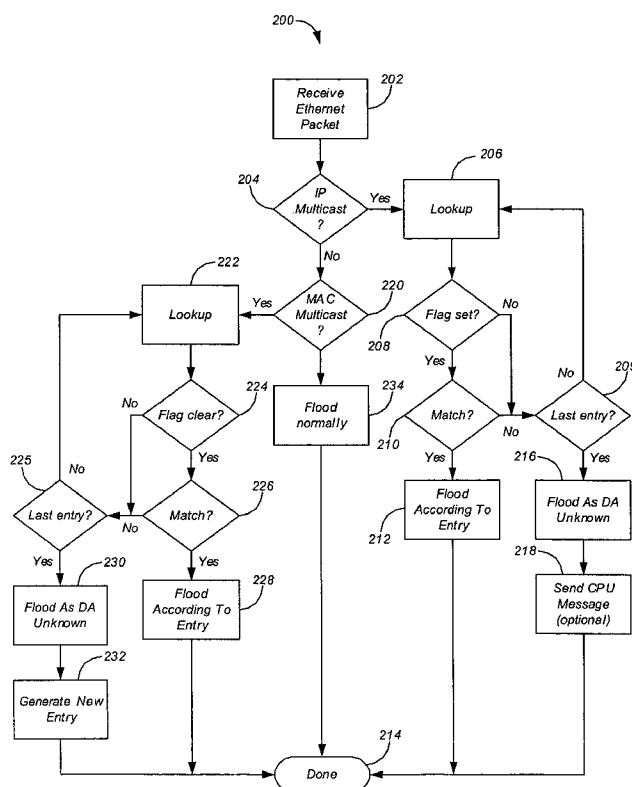 200
202
Receive
Ethernet
Packet
204
IP
Multicast
?
Yes
No
206
Lookup
222
Lookup
Yes
MAC
Multicast
?
220
No
Flag set?
208
Yes
No
Flag clear?
224
No
Yes
Flood
normally
234
Match?
210
No
Yes
Last entry?
No
Yes
225
Last entry?
No
Yes
Match?
226
No
Yes
Flood
According To
Entry
212
216
Flood As DA
Unknown
230
Flood As DA
Unknown
Flood
According To
Entry
228
218
Send CPU
Message
(optional)
232
Generate New
Entry
214
Done